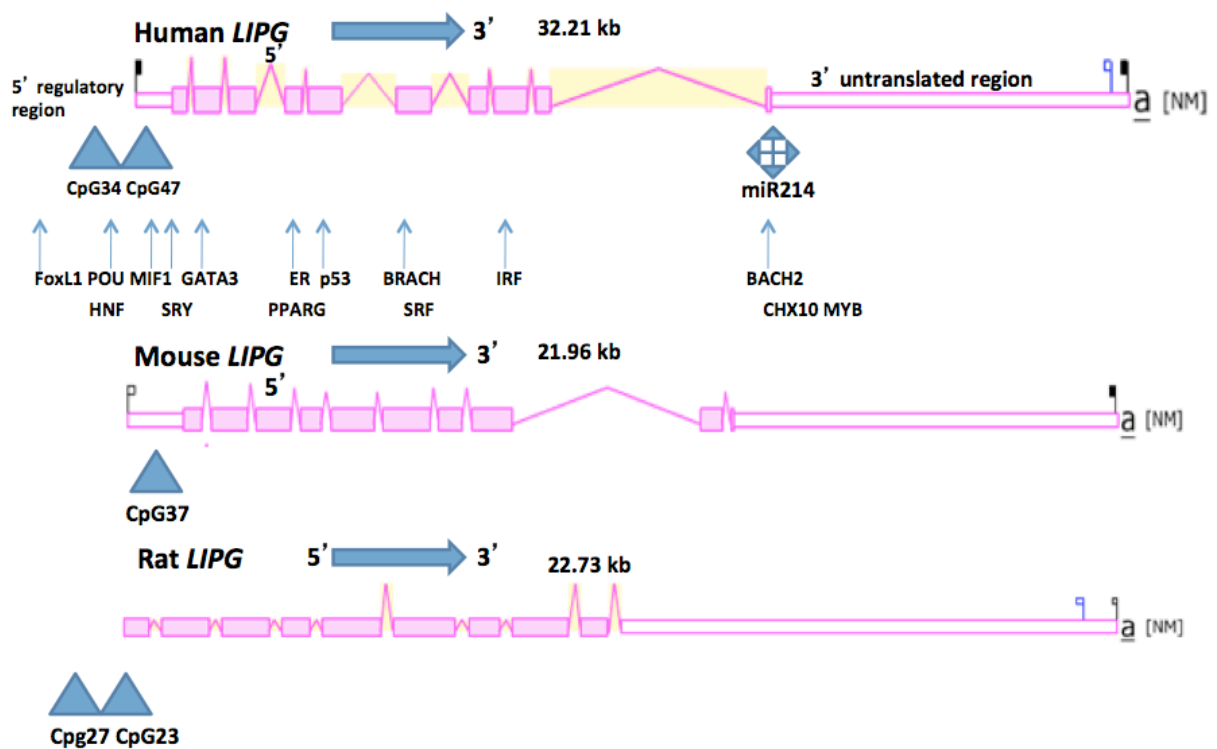 Human LIPG 5’ 3’ 32.21 kb
5’ regulatory
region
3’ untranslated region
a [NM]
CpG34 CpG47
miR214
FoxL1 POU MIF1 GATA3 ER p53 BRACH IRF BACH2
HNF SRY PPARG SRF CHX10 MYB
Mouse LIPG 5’ 3’ 21.96 kb
a [NM]
CpG37
Rat LIPG 5’ 3’ 22.73 kb
a [NM]
Cpg27 CpG23